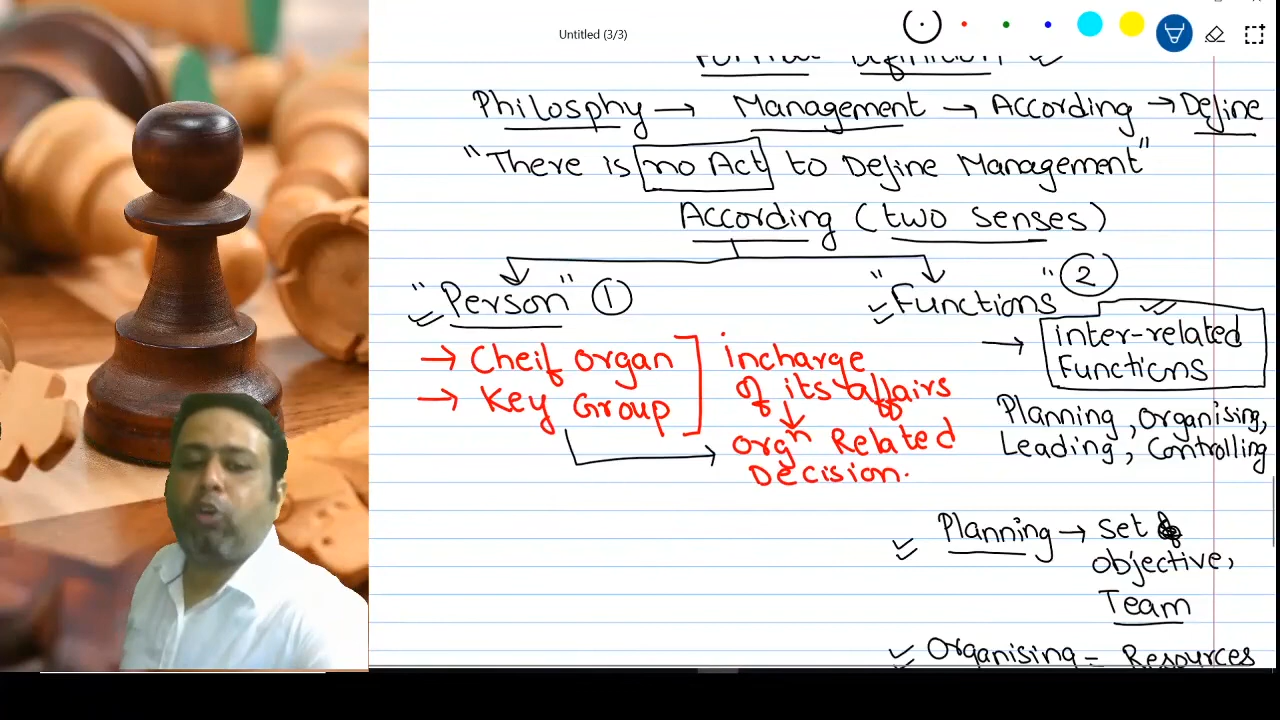 Untitled (3/3)
Formal Definition
Philosphy → Management → According → Define
"There is no Act to Define Management"
According (two senses)
"Person" 1
"Functions" 2
→ Cheif organ
→ Key Group
incharge
of its affairs
orgⁿ Related
Decision.
→ inter-related
Functions
Planning, Organising,
Leading, Controlling
Planning → Set
objective,
Team
Organising = Resources